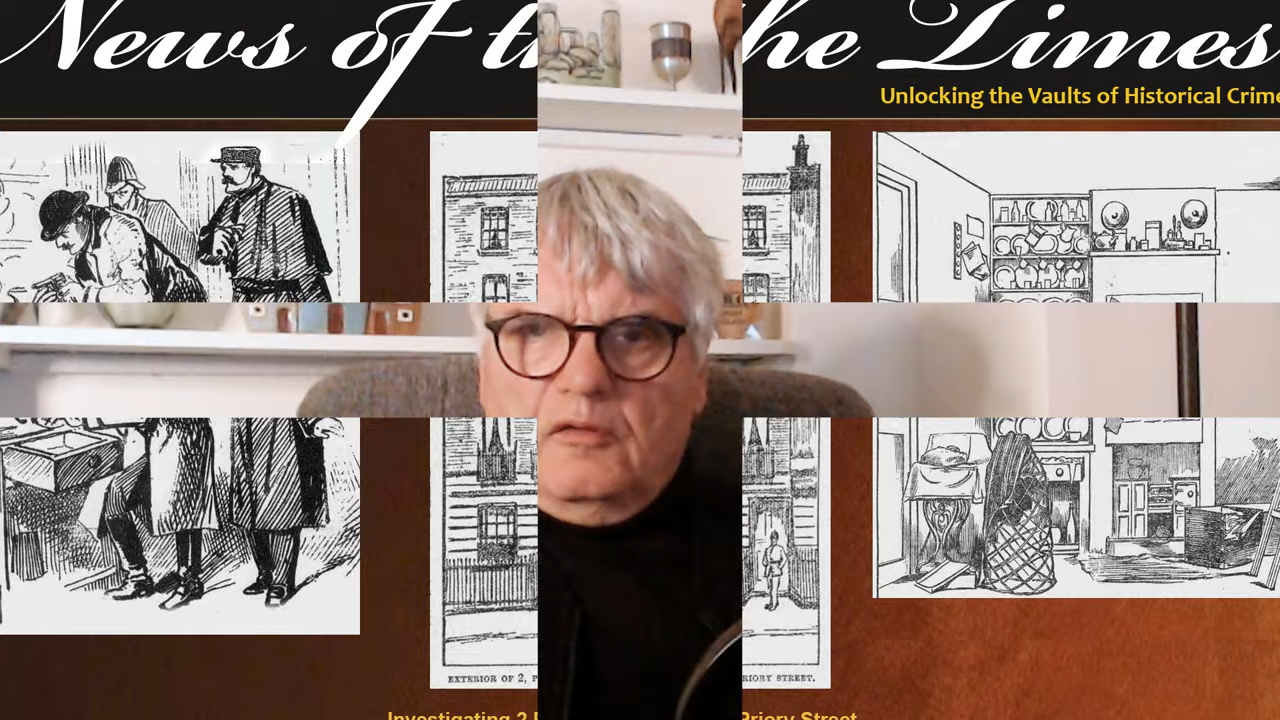 News of t he Times
Unlocking the Vaults of Historical Crime
EXTERIOR OF 2, P RIORY STREET.
Investigating 2 Priory Street